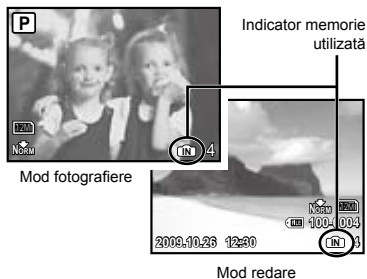 P
Indicator memorie
utilizată
12M
NORM
IN 4
Mod fotografiere
NORM 12M
100-0004
2009.10.26 12:30
IN 4
Mod redare